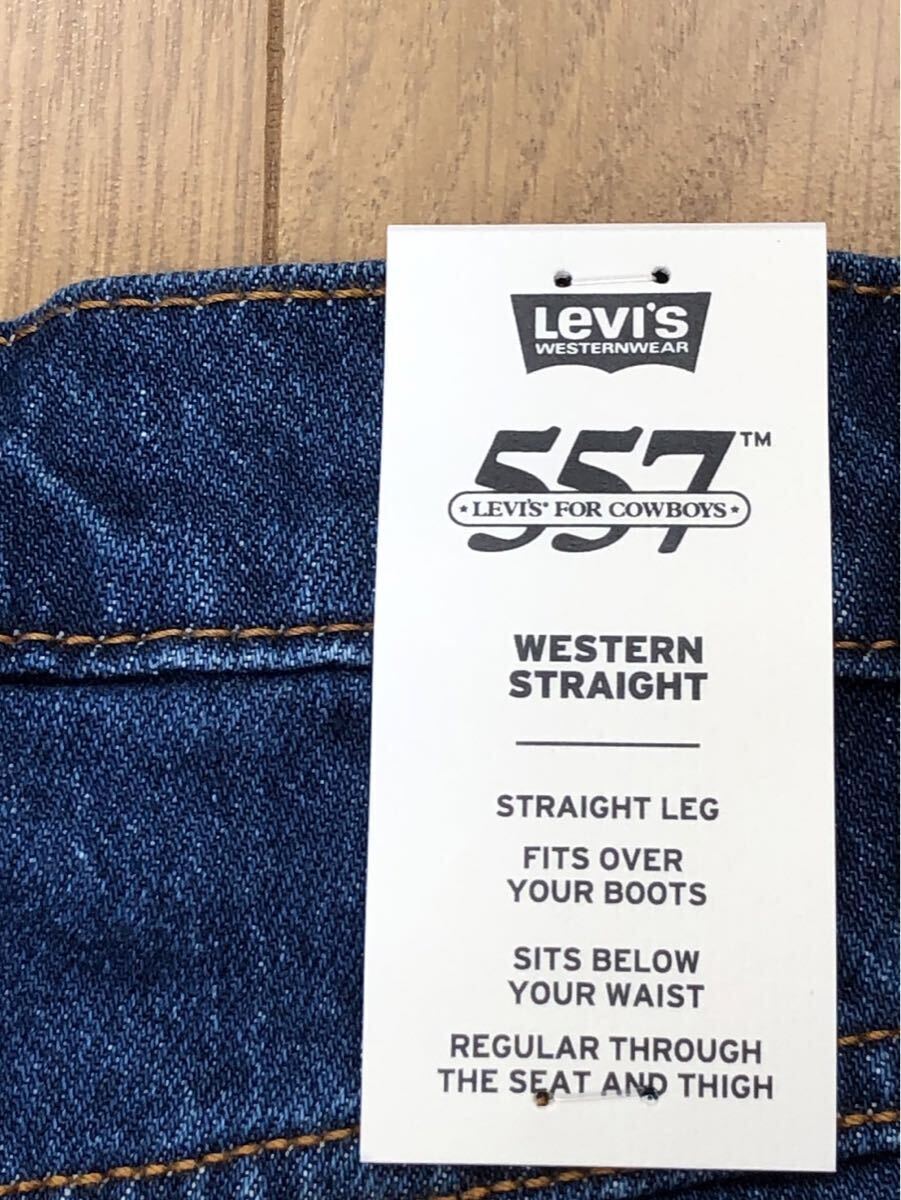 Levi's
WESTERNWEAR
557™
★ LEVI'S® FOR COWBOYS ★
WESTERN
STRAIGHT
STRAIGHT LEG
FITS OVER
YOUR BOOTS
SITS BELOW
YOUR WAIST
REGULAR THROUGH
THE SEAT AND THIGH